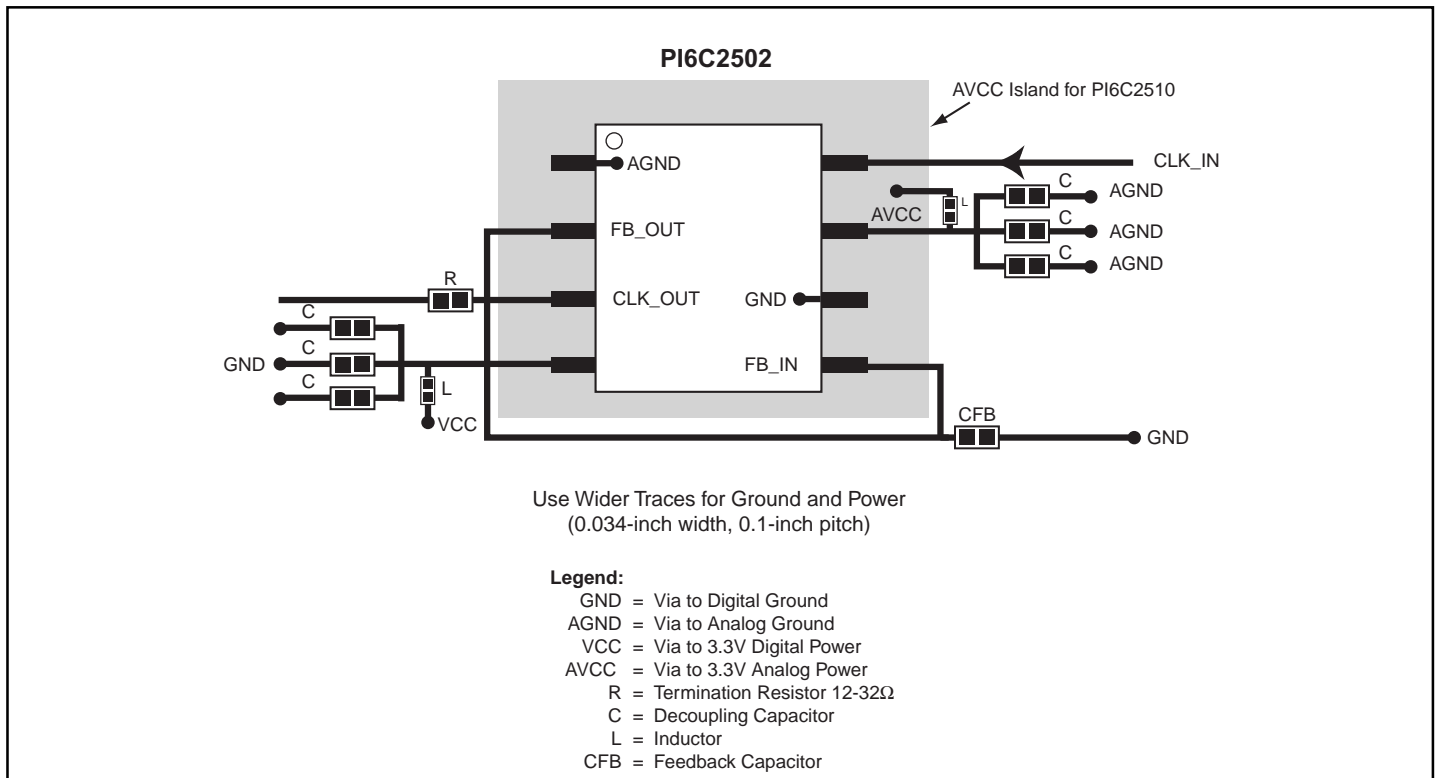 PI6C2502
AVCC Island for PI6C2510
AGND
CLK_IN
C
AGND
L
AVCC
FB_OUT
C
AGND
C
AGND
R
CLK_OUT
GND
C
GND
C
FB_IN
C
L
VCC
CFB
GND
Use Wider Traces for Ground and Power
(0.034-inch width, 0.1-inch pitch)
Legend:
GND = Via to Digital Ground
AGND = Via to Analog Ground
VCC = Via to 3.3V Digital Power
AVCC = Via to 3.3V Analog Power
R = Termination Resistor 12-32Ω
C = Decoupling Capacitor
L = Inductor
CFB = Feedback Capacitor